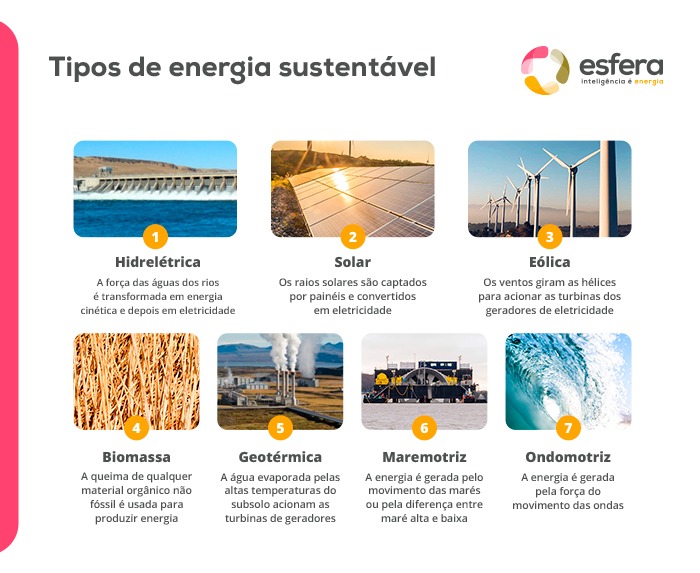 Tipos de energia sustentável
esfera
inteligência é energia
1
Hidrelétrica
A força das águas dos rios
é transformada em energia
cinética e depois em eletricidade
2
Solar
Os raios solares são captados
por painéis e convertidos
em eletricidade
3
Eólica
Os ventos giram as hélices
para acionar as turbinas dos
geradores de eletricidade
4
Biomassa
A queima de qualquer
material orgânico não
fóssil é usada para
produzir energia
5
Geotérmica
A água evaporada pelas
altas temperaturas do
subsolo acionam as
turbinas de geradores
6
Maremotriz
A energia é gerada pelo
movimento das marés
ou pela diferença entre
maré alta e baixa
7
Ondomotriz
A energia é gerada
pela força do
movimento das ondas